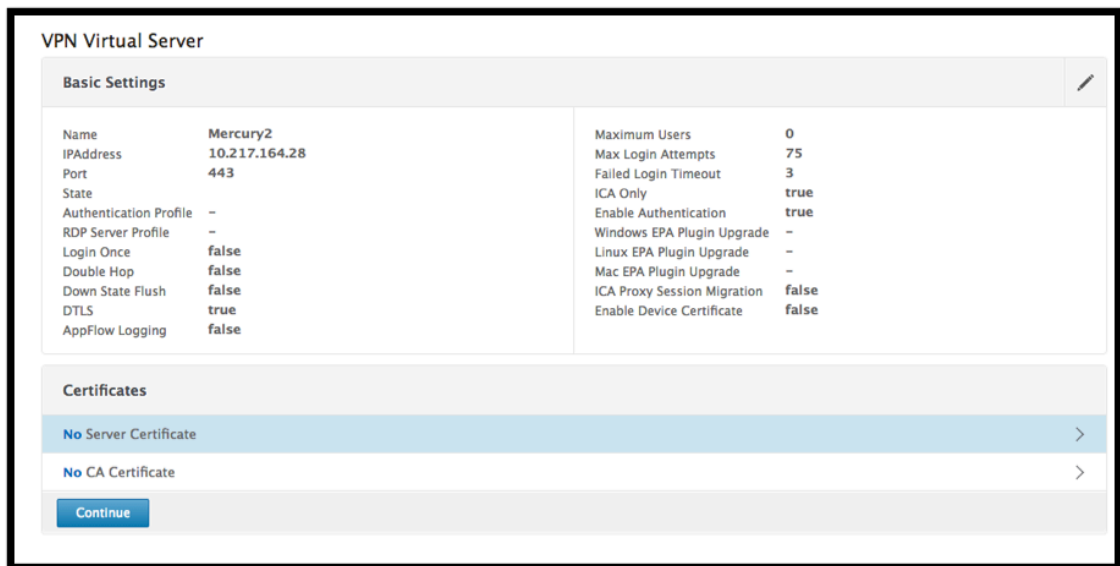 VPN Virtual Server
Basic Settings
Name Mercury2
IPAddress 10.217.164.28
Port 443
State
Authentication Profile –
RDP Server Profile –
Login Once false
Double Hop false
Down State Flush false
DTLS true
AppFlow Logging false
Maximum Users 0
Max Login Attempts 75
Failed Login Timeout 3
ICA Only true
Enable Authentication true
Windows EPA Plugin Upgrade –
Linux EPA Plugin Upgrade –
Mac EPA Plugin Upgrade –
ICA Proxy Session Migration false
Enable Device Certificate false
Certificates
No Server Certificate
No CA Certificate
Continue